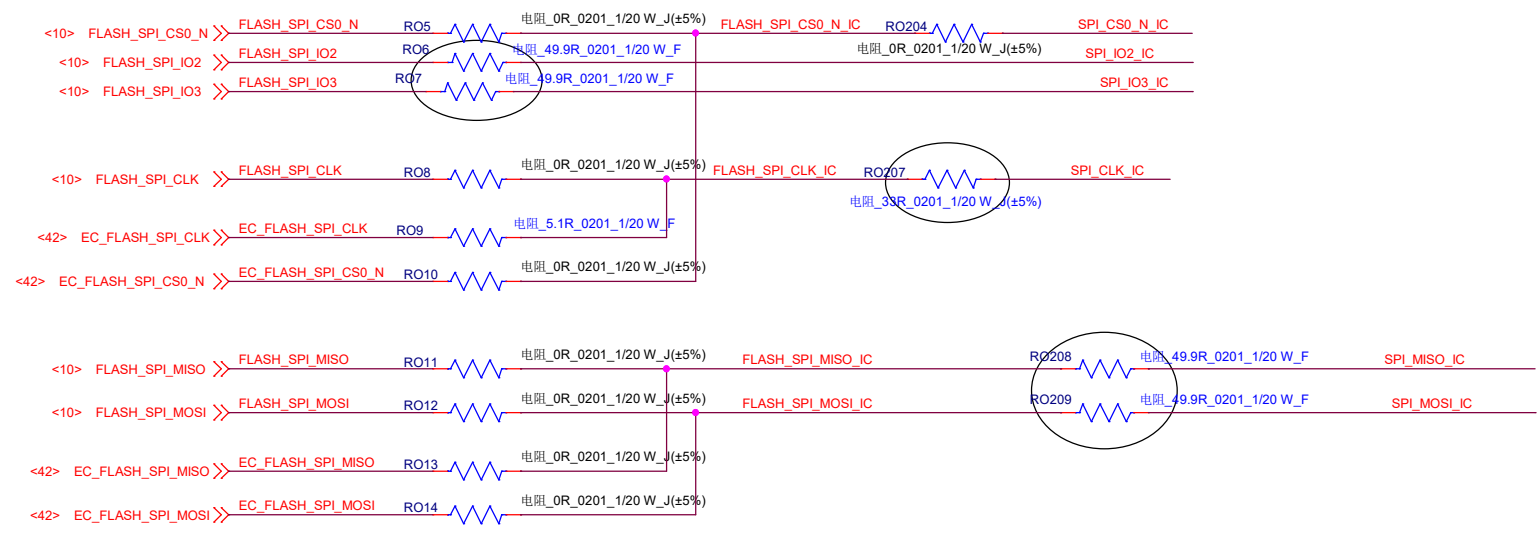 <10> FLASH_SPI_CS0_N FLASH_SPI_CS0_N RO5 电阻_0R_0201_1/20 W_J(±5%) FLASH_SPI_CS0_N_IC RO204 SPI_CS0_N_IC
电阻_0R_0201_1/20 W_J(±5%)
<10> FLASH_SPI_IO2 FLASH_SPI_IO2 RO6 电阻_49.9R_0201_1/20 W_F SPI_IO2_IC
<10> FLASH_SPI_IO3 FLASH_SPI_IO3 RO7 电阻_49.9R_0201_1/20 W_F SPI_IO3_IC
<10> FLASH_SPI_CLK FLASH_SPI_CLK RO8 电阻_0R_0201_1/20 W_J(±5%) FLASH_SPI_CLK_IC RO207 SPI_CLK_IC
电阻_33R_0201_1/20 W_J(±5%)
<42> EC_FLASH_SPI_CLK EC_FLASH_SPI_CLK RO9 电阻_5.1R_0201_1/20 W_F
<42> EC_FLASH_SPI_CS0_N EC_FLASH_SPI_CS0_N RO10 电阻_0R_0201_1/20 W_J(±5%)
<10> FLASH_SPI_MISO FLASH_SPI_MISO RO11 电阻_0R_0201_1/20 W_J(±5%) FLASH_SPI_MISO_IC RO208 电阻_49.9R_0201_1/20 W_F SPI_MISO_IC
<10> FLASH_SPI_MOSI FLASH_SPI_MOSI RO12 电阻_0R_0201_1/20 W_J(±5%) FLASH_SPI_MOSI_IC RO209 电阻_49.9R_0201_1/20 W_F SPI_MOSI_IC
<42> EC_FLASH_SPI_MISO EC_FLASH_SPI_MISO RO13 电阻_0R_0201_1/20 W_J(±5%)
<42> EC_FLASH_SPI_MOSI EC_FLASH_SPI_MOSI RO14 电阻_0R_0201_1/20 W_J(±5%)